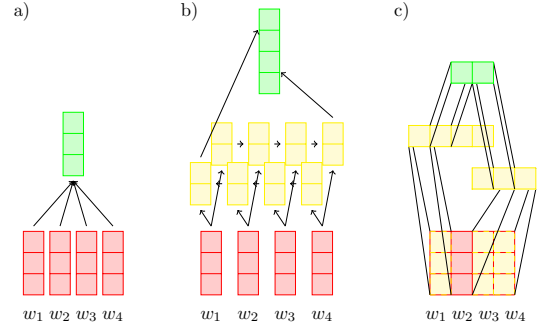 a) b) c)
w₁ w₂ w₃ w₄ w₁ w₂ w₃ w₄ w₁ w₂ w₃ w₄